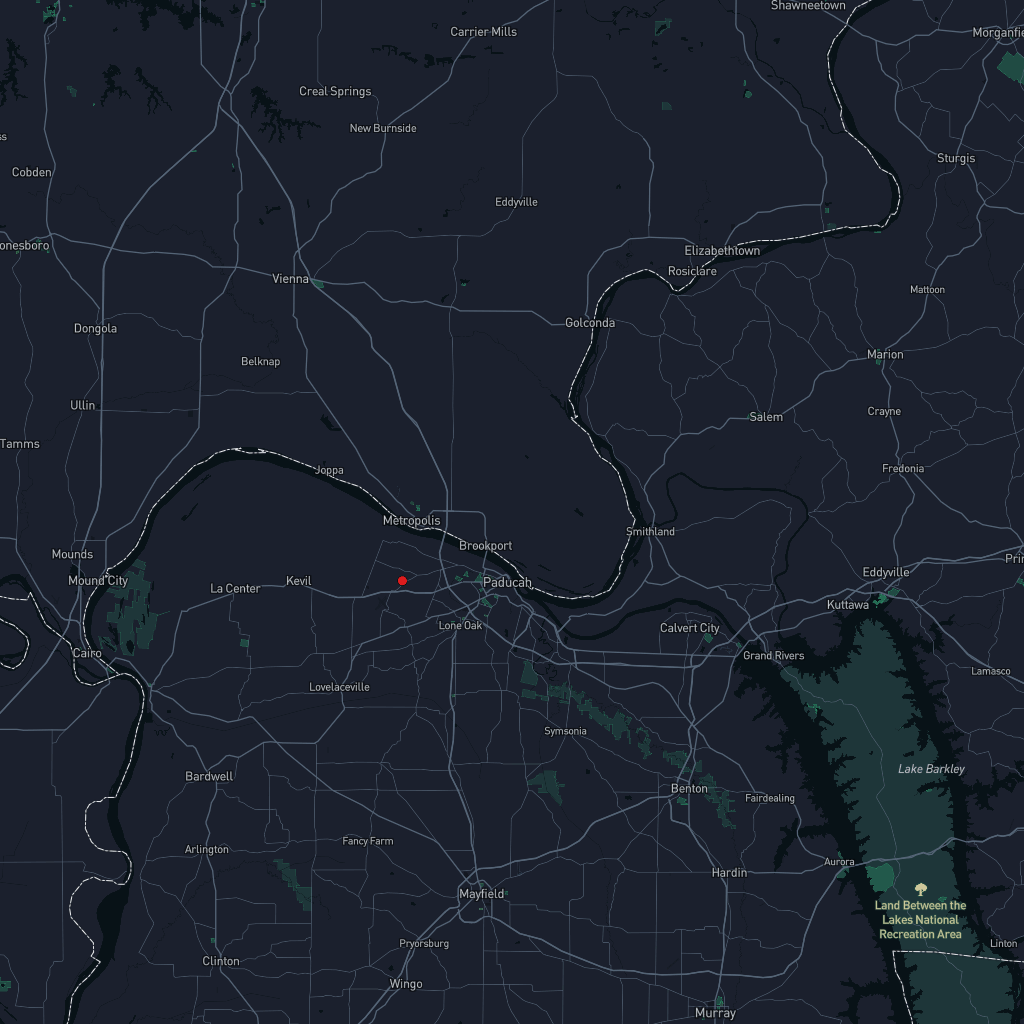 Shawneetown
Carrier Mills
Morganfie
Creal Springs
New Burnside
ss
Sturgis
Cobden
Eddyville
onesboro
Elizabethtown
Rosiclare
Vienna
Mattoon
Golconda
Dongola
Marion
Belknap
Ullin
Crayne
Salem
Tamms
Joppa
Fredonia
Metropolis
Smithland
Brookport
Mounds
Prin
Eddyville
Mound City
La Center
Kevil
Paducah
Kuttawa
Lone Oak
Calvert City
Cairo
Grand Rivers
Lamasco
Lovelaceville
Symsonia
Lake Barkley
Bardwell
Benton
Fairdealing
Fancy Farm
Arlington
Aurora
Hardin
Mayfield
Land Between the
Lakes National
Recreation Area
Pryorsburg
Linton
Clinton
Wingo
Murray